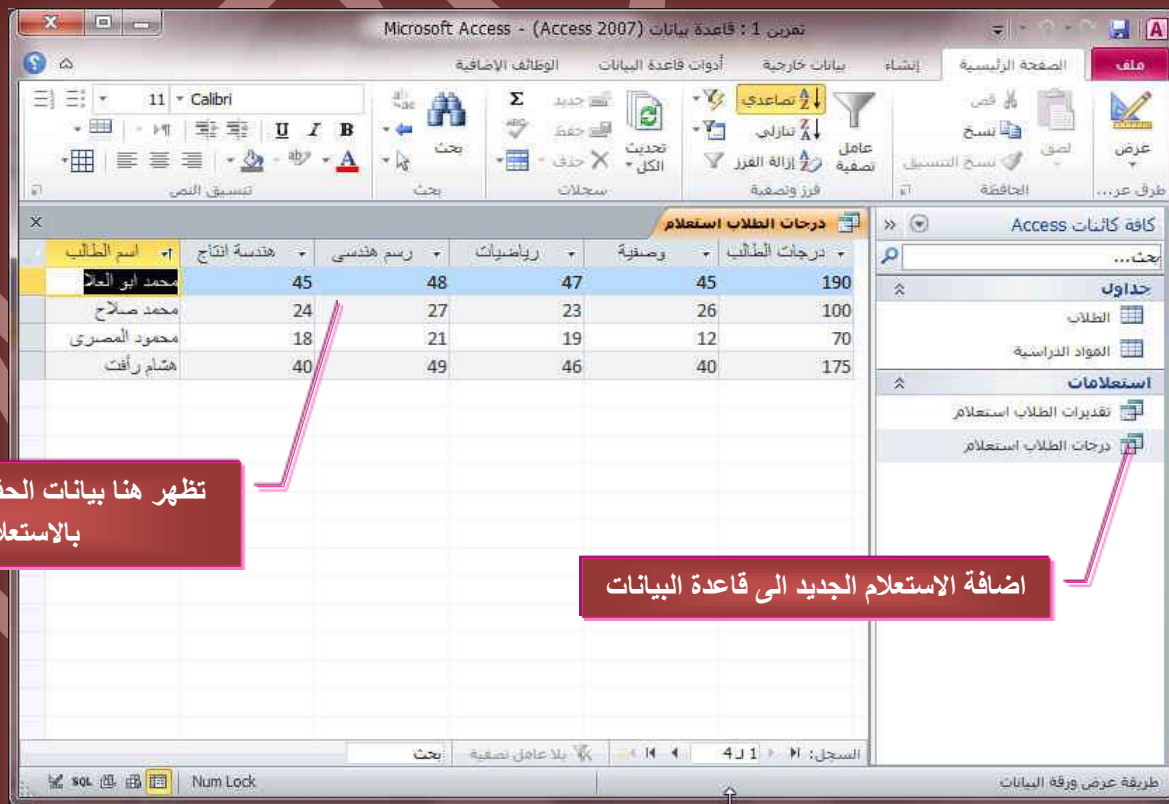 تمرين 1 : قاعدة بيانات (Access 2007) - Microsoft Access
ملف الصفحة الرئيسية إنشاء بيانات خارجية أدوات قاعدة البيانات الوظائف الإضافية
عرض
لصق
قص
نسخ
نسخ التنسيق
عامل تصفية
تصاعدي
تنازلي
إزالة الفرز
تحديث الكل
جديد
حفظ
حذف
بحث
Calibri 11
B I U
الحافظة فرز وتصفية سجلات بحث تنسيق النص
كافة كائنات Access
بحث...
جداول
الطلاب
المواد الدراسية
استعلامات
تقديرات الطلاب استعلام
درجات الطلاب استعلام
درجات الطلاب استعلام
درجات الطالب وصفية رياضيات رسم هندسى هندسة انتاج اسم الطالب
190 45 47 48 45 محمد ابو العلا
100 26 23 27 24 محمد صلاح
70 12 19 21 18 محمود المصرى
175 40 46 49 40 هشام رأفت
تظهر هنا بيانات
اضافة الاستعلام الجديد الى قاعدة البيانات
السجل: 1 لـ 4 بلا عامل تصفية بحث
طريقة عرض ورقة البيانات Num Lock SQL